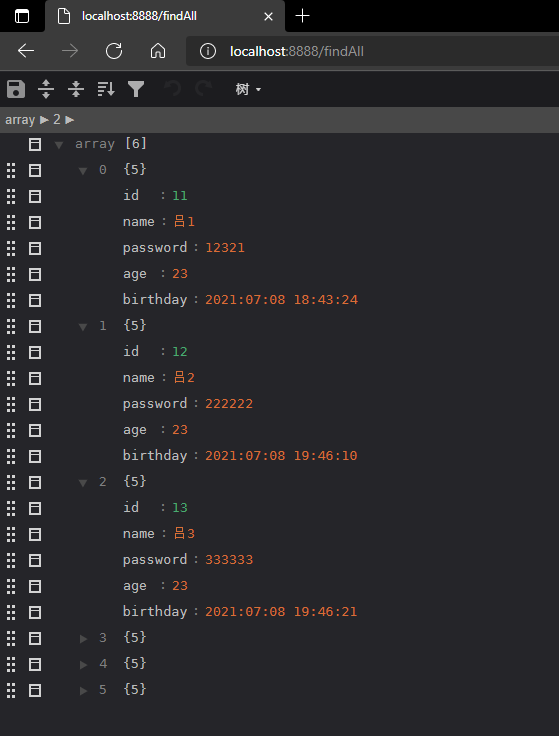 localhost:8888/findAll
localhost:8888/findAll
树
array ▶ 2 ▶
array [6]
0 {5}
id : 11
name : 吕1
password : 12321
age : 23
birthday : 2021:07:08 18:43:24
1 {5}
id : 12
name : 吕2
password : 222222
age : 23
birthday : 2021:07:08 19:46:10
2 {5}
id : 13
name : 吕3
password : 333333
age : 23
birthday : 2021:07:08 19:46:21
3 {5}
4 {5}
5 {5}